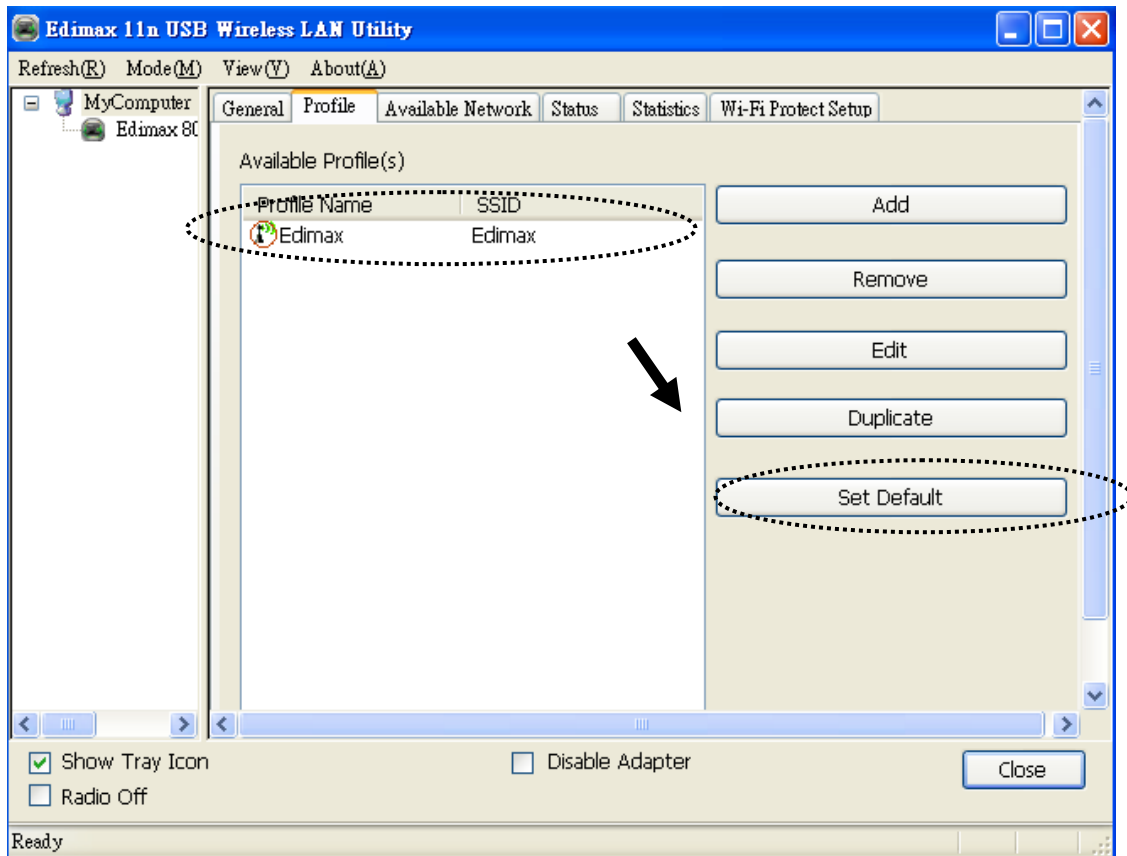 Edimax 11n USB Wireless LAN Utility
Refresh(R) Mode(M) View(V) About(A)
MyComputer
Edimax 80
General Profile Available Network Status Statistics Wi-Fi Protect Setup
Available Profile(s)
Profile Name SSID
Edimax Edimax
Add
Remove
Edit
Duplicate
Set Default
Show Tray Icon Disable Adapter
Radio Off
Close
Ready